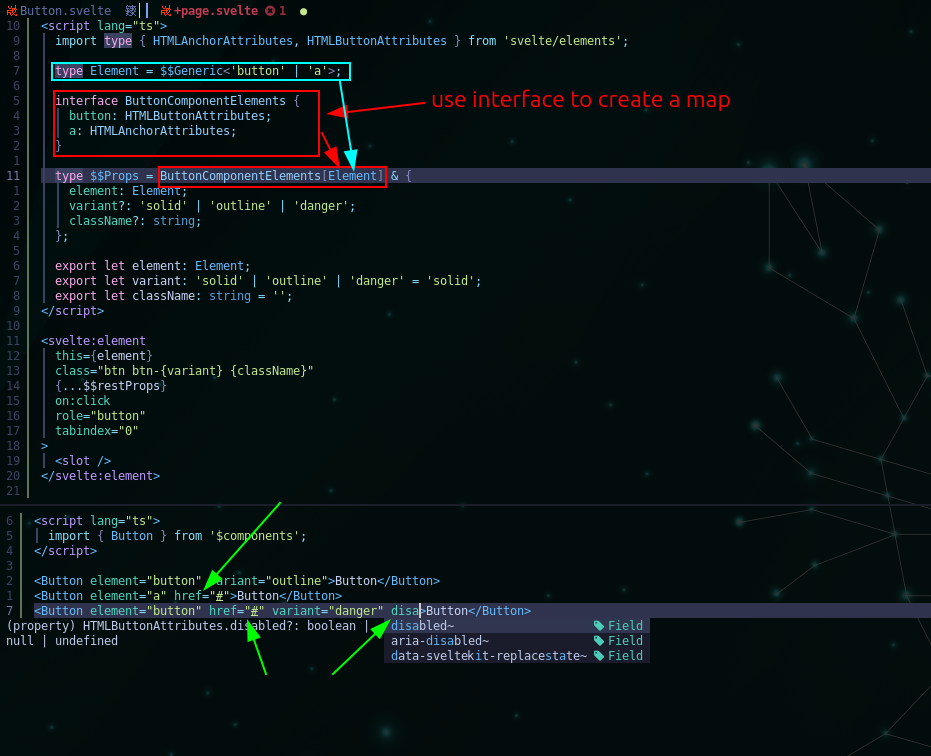 Button.svelte +page.svelte 1
10 <script lang="ts">
9 import type { HTMLAnchorAttributes, HTMLButtonAttributes } from 'svelte/elements';
8
7 type Element = $$Generic<'button' | 'a'>;
6
5 interface ButtonComponentElements {
use interface to create a map
4 button: HTMLButtonAttributes;
3 a: HTMLAnchorAttributes;
2 }
1
11 type $$Props = ButtonComponentElements[Element] & {
1 element: Element;
2 variant?: 'solid' | 'outline' | 'danger';
3 className?: string;
4 };
5
6 export let element: Element;
7 export let variant: 'solid' | 'outline' | 'danger' = 'solid';
8 export let className: string = '';
9 </script>
10
11 <svelte:element
12 this={element}
13 class="btn btn-{variant} {className}"
14 {...$$restProps}
15 on:click
16 role="button"
17 tabindex="0"
18 >
19 <slot />
20 </svelte:element>
21
6 <script lang="ts">
5 import { Button } from '$components';
4 </script>
3
2 <Button element="button" variant="outline">Button</Button>
1 <Button element="a" href="#">Button</Button>
7 <Button element="button" href="#" variant="danger" disa>Button</Button>
(property) HTMLButtonAttributes.disabled?: boolean |
null | undefined
disabled~ Field
aria-disabled~ Field
data-sveltekit-replacestate~ Field